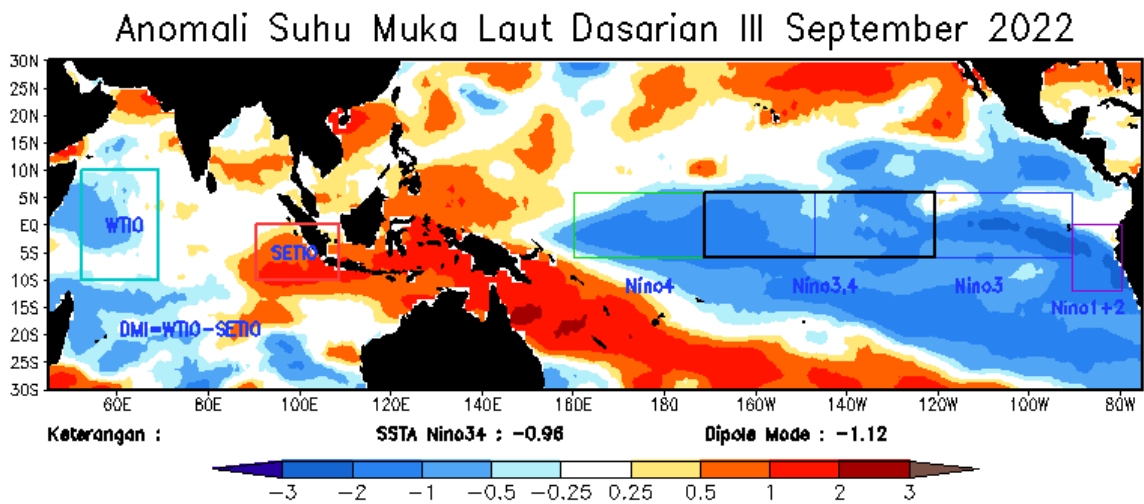 Anomali Suhu Muka Laut Dasarian III September 2022
30N
25N
20N
15N
10N
5N
EQ
5S
10S
15S
20S
25S
30S
WTIO
SETIO
DMI=WTIO-SETIO
Nino4
Nino3,4
Nino3
Nino1+2
60E 80E 100E 120E 140E 160E 180 160W 140W 120W 100W 80W
Keterangan : SSTA Nino34 : -0.96 Dipole Mode : -1.12
-3 -2 -1 -0.5 -0.25 0.25 0.5 1 2 3